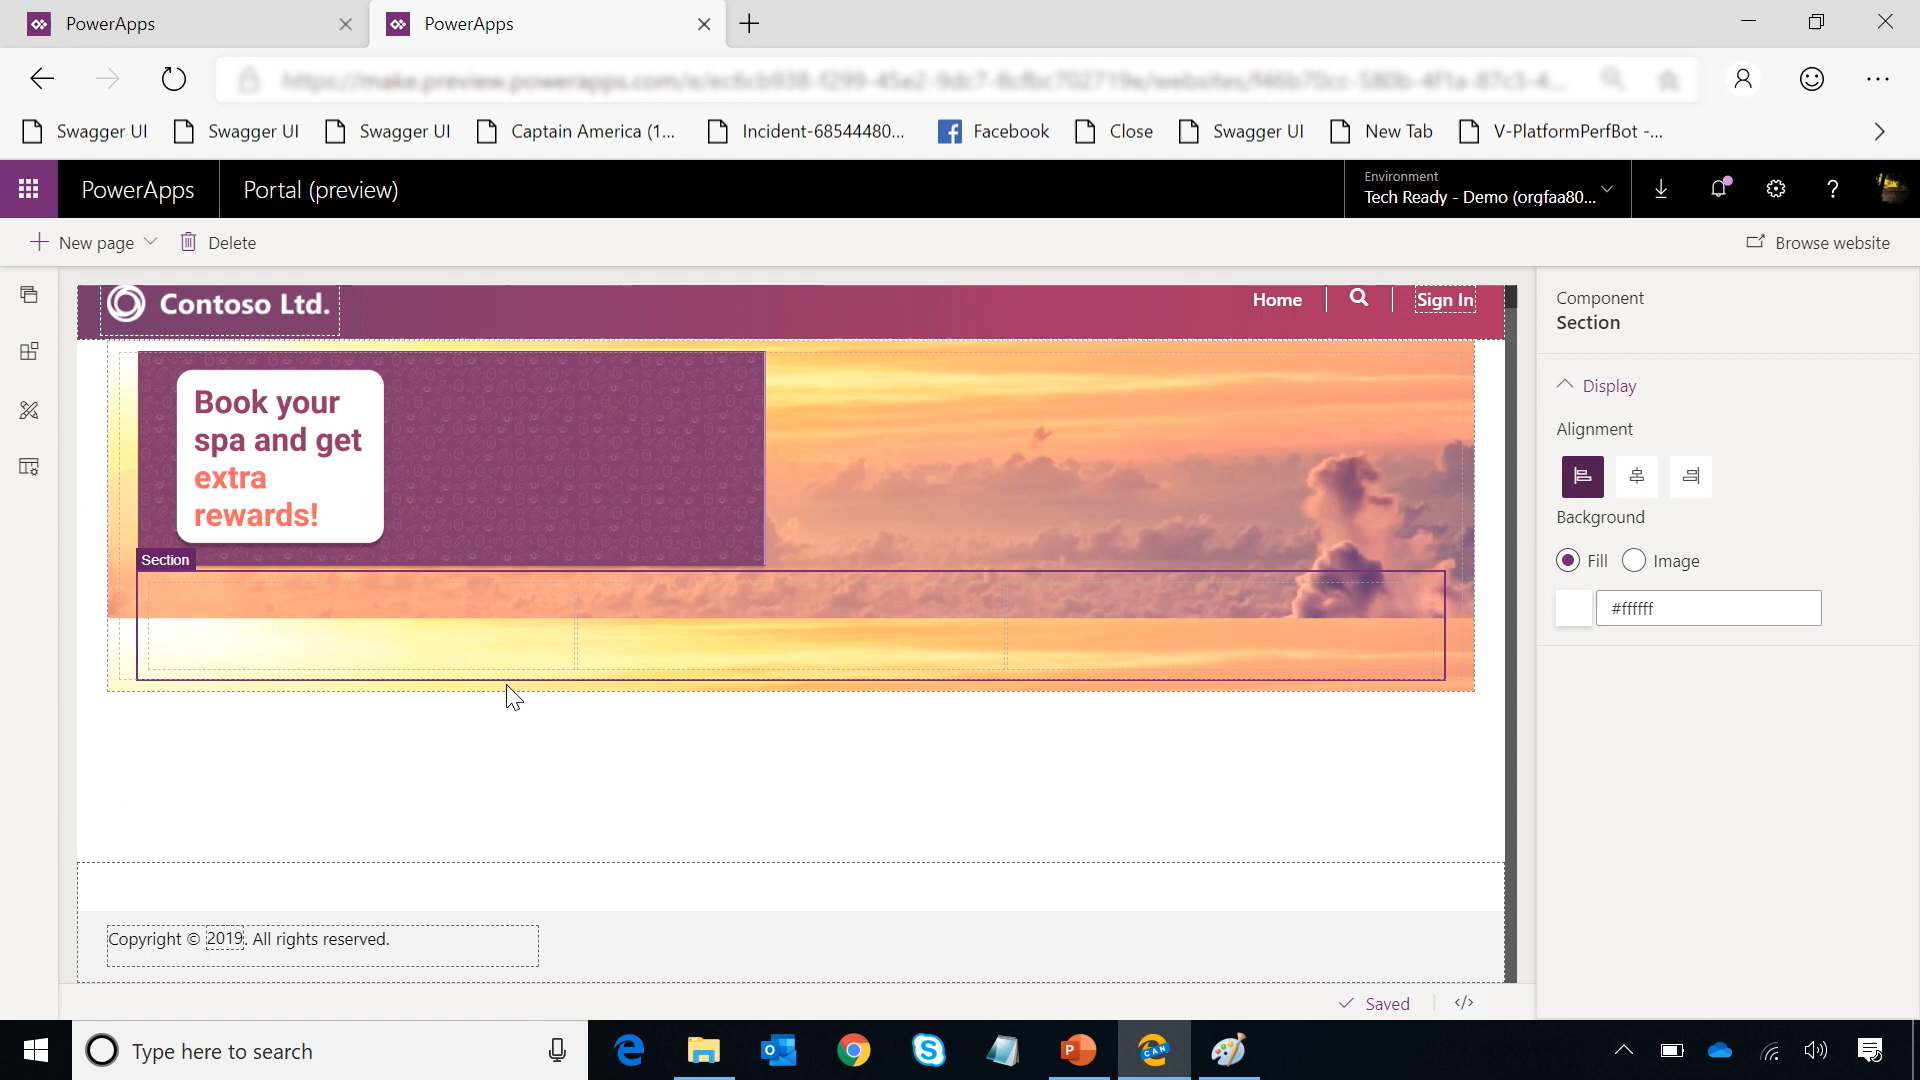 PowerApps
PowerApps
Swagger UI
Swagger UI
Swagger UI
Captain America (1...
Incident-68544480...
Facebook
Close
Swagger UI
New Tab
V-PlatformPerfBot -...
PowerApps
Portal (preview)
Environment
Tech Ready - Demo (orgfaa80...
New page
Delete
Browse website
Contoso Ltd.
Home
Sign In
Book your
spa and get
extra
rewards!
Section
Copyright © 2019. All rights reserved.
Component
Section
Display
Alignment
Background
Fill
Image
#ffffff
Saved
</>
Type here to search
CAN